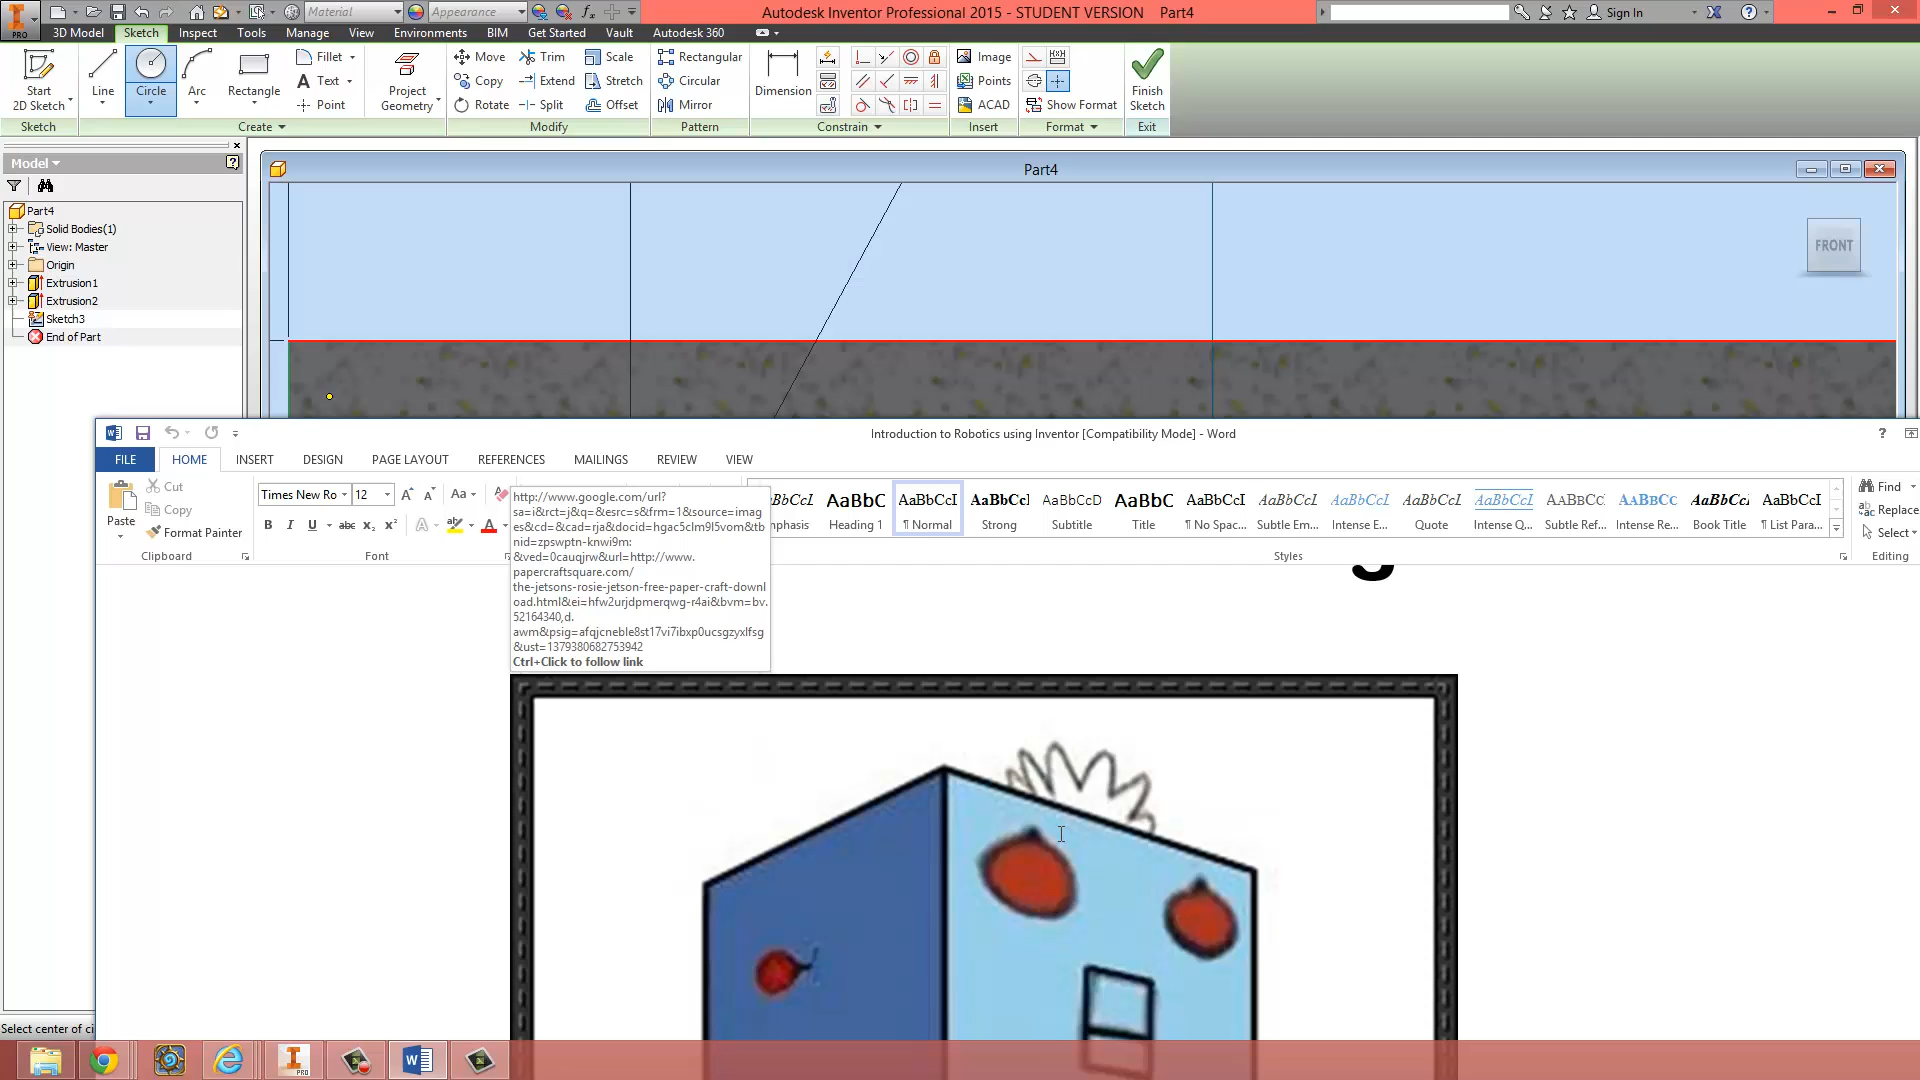 Material
Appearance
Autodesk Inventor Professional 2015 - STUDENT VERSION Part4
Sign In
PRO
3D Model
Sketch
Inspect
Tools
Manage
View
Environments
BIM
Get Started
Vault
Autodesk 360
Start
2D Sketch
Line
Circle
Arc
Rectangle
Fillet
Text
Point
Project
Geometry
Move
Trim
Scale
Copy
Extend
Stretch
Rotate
Split
Offset
Rectangular
Circular
Mirror
Dimension
Image
Points
ACAD
Show Format
Finish
Sketch
Sketch
Create
Modify
Pattern
Constrain
Insert
Format
Exit
Model
Part4
Part4
Solid Bodies(1)
View: Master
Origin
Extrusion1
Extrusion2
Sketch3
End of Part
FRONT
Introduction to Robotics using Inventor [Compatibility Mode] - Word
FILE
HOME
INSERT
DESIGN
PAGE LAYOUT
REFERENCES
MAILINGS
REVIEW
VIEW
Paste
Cut
Copy
Format Painter
Clipboard
Times New Ro
12
Aa
B I U abc x₂ x²
Font
http://www.google.com/url?
sa=i&rct=j&q=&esrc=s&frm=1&source=imag
es&cd=&cad=rja&docid=hgac5clm9l5vom&tb
nid=zpswptn-knwi9m:
&ved=0cauqjrw&url=http://www.
papercraftsquare.com/
the-jetsons-rosie-jetson-free-paper-craft-downl
oad.html&ei=hfw2urjdpmerqwg-r4ai&bvm=bv.
52164340,d.
awm&psig=afqjcneble8st17vi7ibxp0ucsgzyxlfsg
&ust=1379380682753942
Ctrl+Click to follow link
AaBbC
AaBbCcI
AaBbCcI
AaBbCcD
AaBbC
AaBbCcI
AaBbCcI
AaBbCcI
AaBbCcI
AaBbCcI
AaBbCcI
AaBbCcI
mphasis
Heading 1
¶ Normal
Strong
Subtitle
Title
¶ No Spac...
Subtle Em...
Intense E...
Quote
Intense Q...
Subtle Ref...
Intense Re...
Book Title
¶ List Para...
Styles
Find
Replace
Select
Editing
Select center of ci
PRO